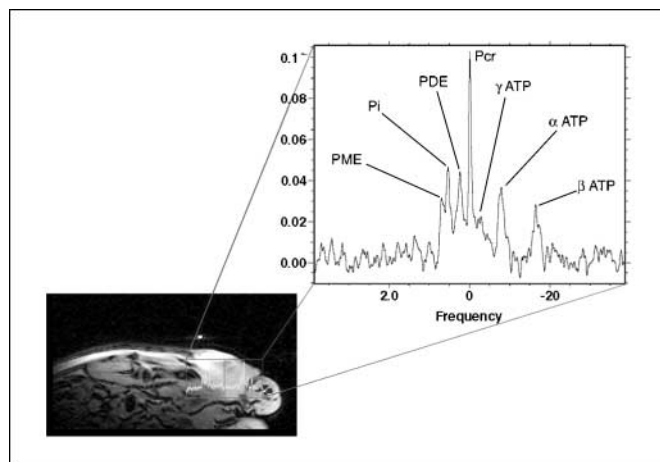 0.1
Pcr
PDE
γ ATP
0.08
Pi
α ATP
0.06
PME
β ATP
0.04
0.02
0.00
2.0 0 -20
Frequency